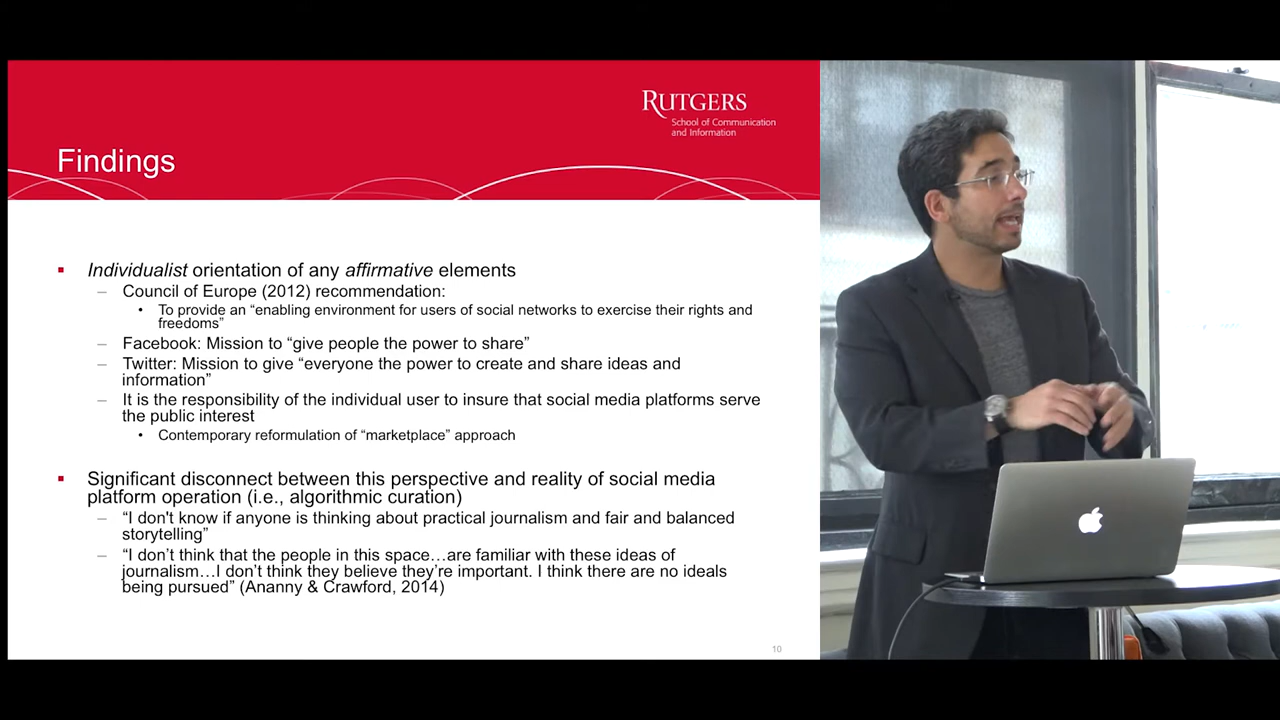 RUTGERS
School of Communication
and Information
Findings
▪ Individualist orientation of any affirmative elements
– Council of Europe (2012) recommendation:
• To provide an “enabling environment for users of social networks to exercise their rights and
freedoms”
– Facebook: Mission to “give people the power to share”
– Twitter: Mission to give “everyone the power to create and share ideas and
information”
– It is the responsibility of the individual user to insure that social media platforms serve
the public interest
• Contemporary reformulation of “marketplace” approach
▪ Significant disconnect between this perspective and reality of social media
platform operation (i.e., algorithmic curation)
– “I don't know if anyone is thinking about practical journalism and fair and balanced
storytelling”
– “I don’t think that the people in this space…are familiar with these ideas of
journalism…I don’t think they believe they’re important. I think there are no ideals
being pursued” (Ananny & Crawford, 2014)
10